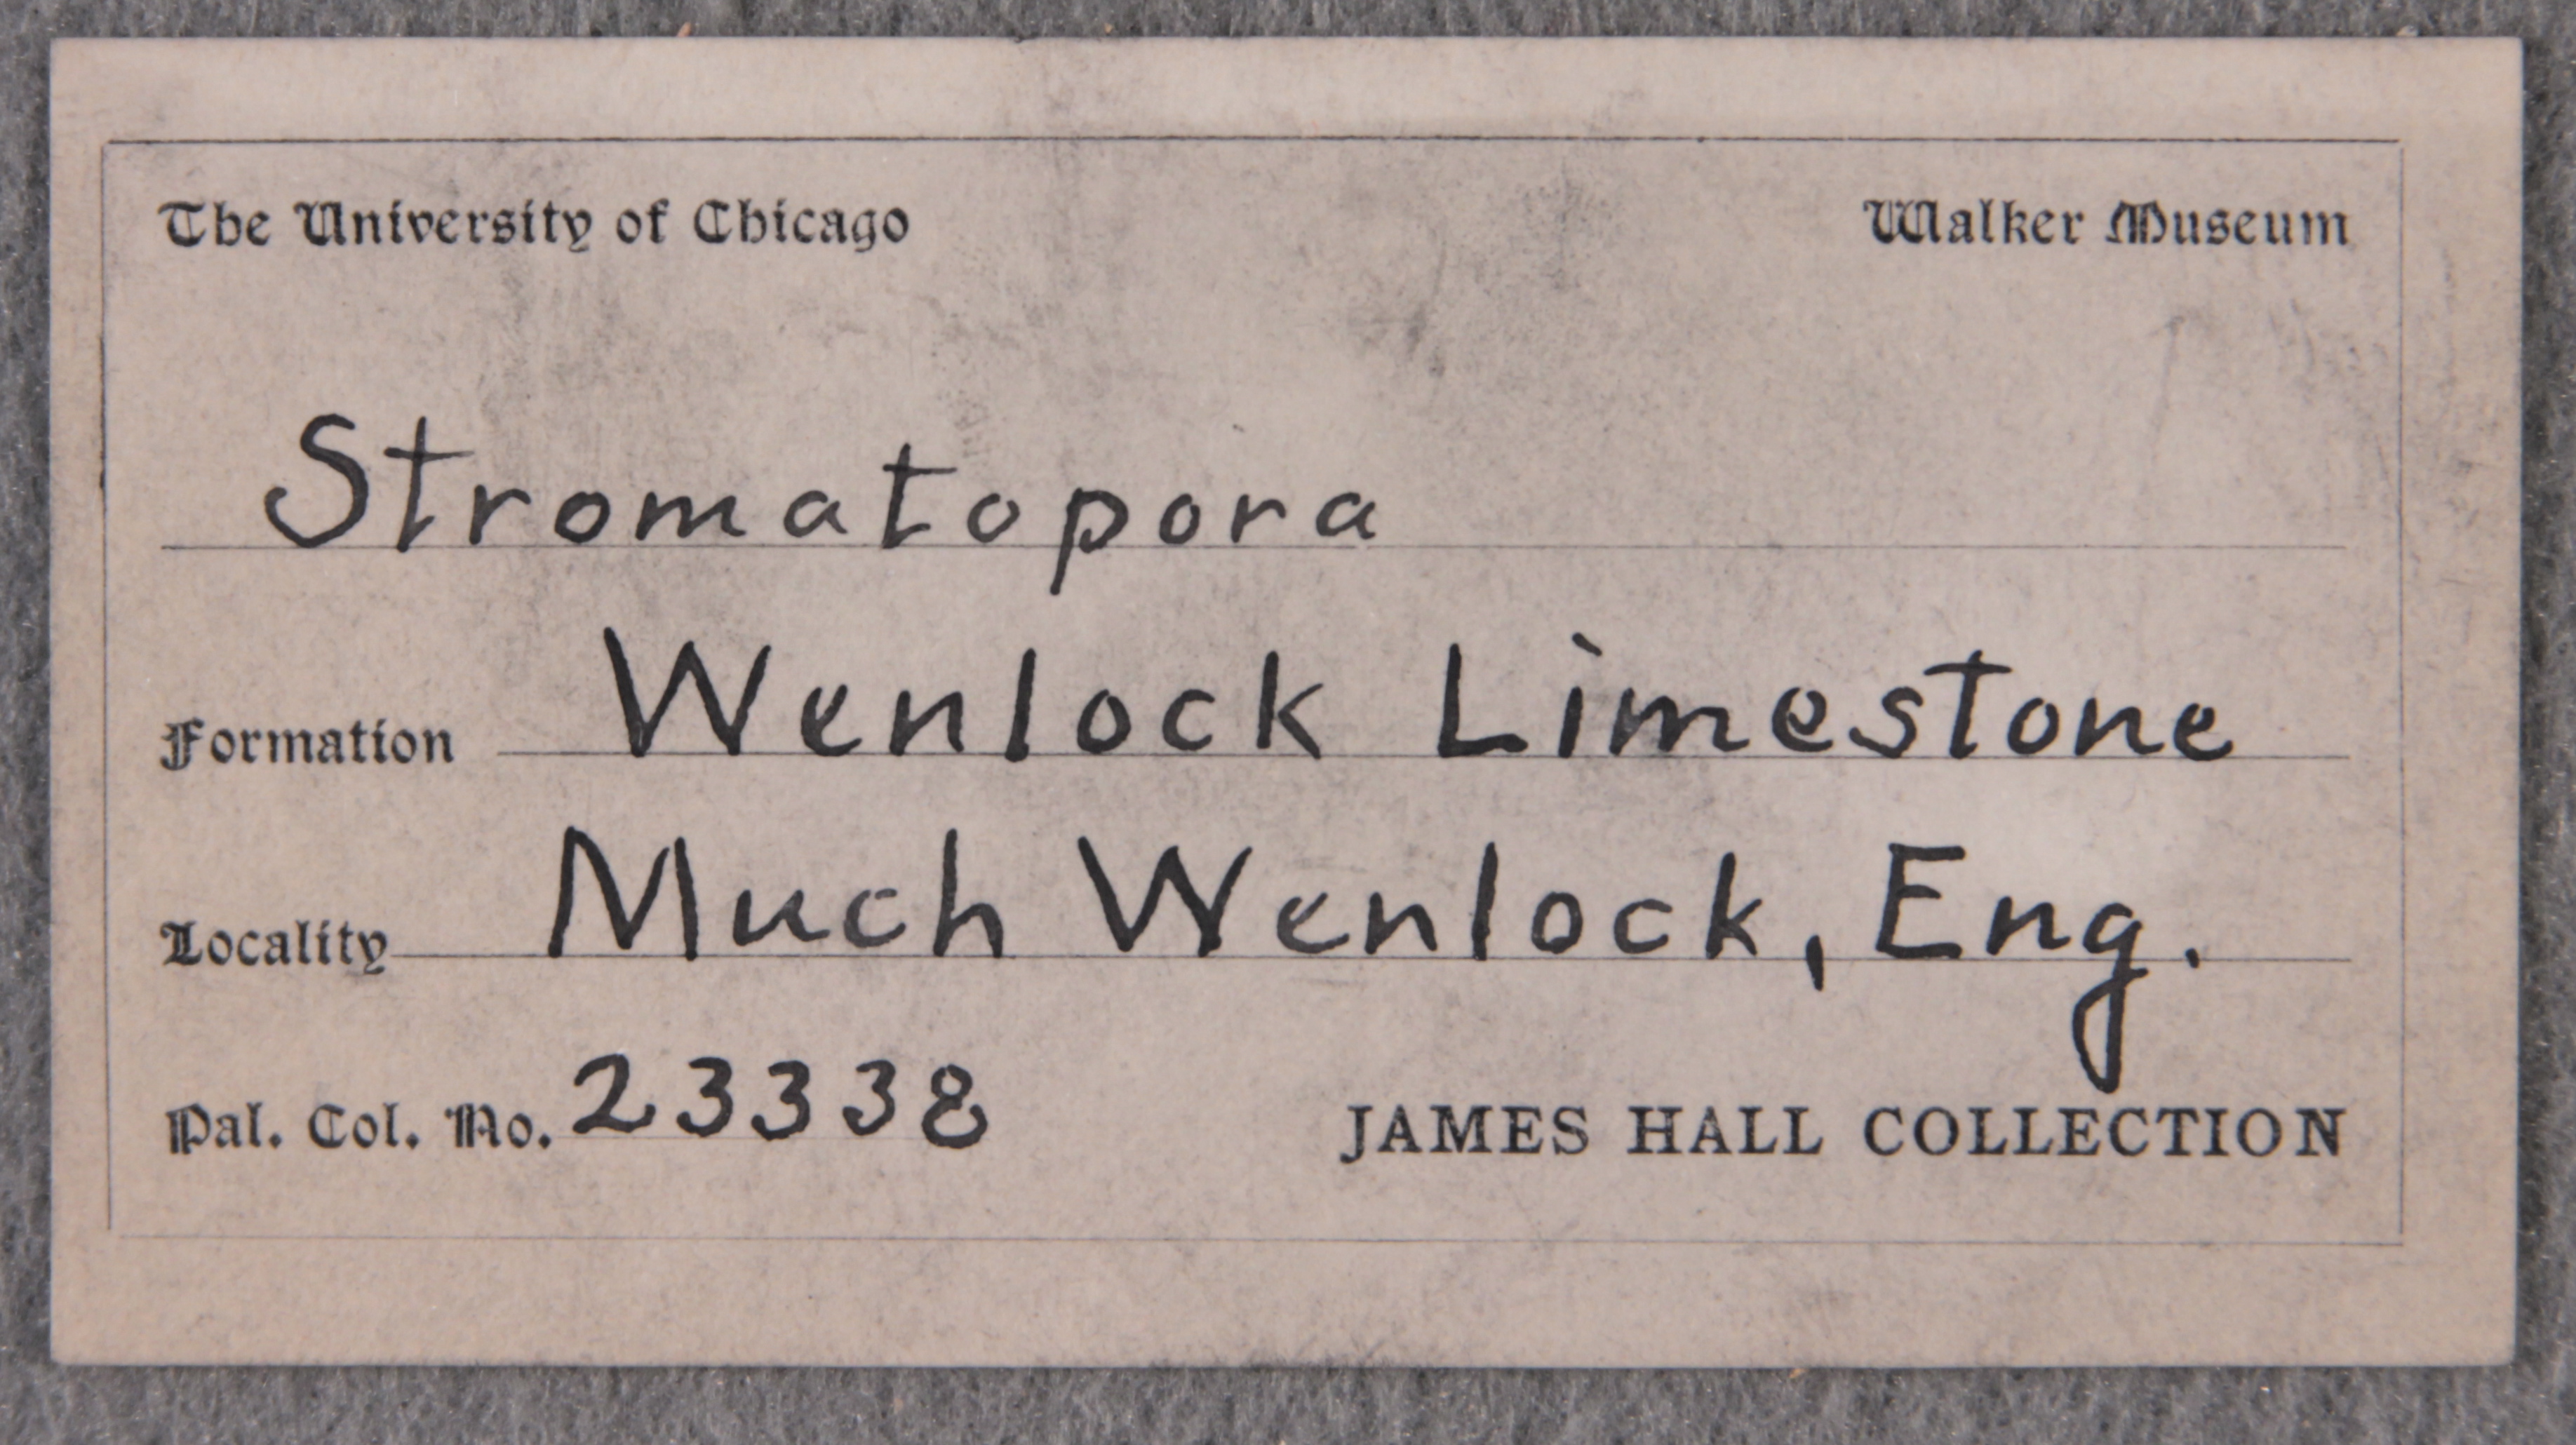 The University of Chicago Walker Museum
Stromatopora
Formation Wenlock Limestone
Locality Much Wenlock, Eng.
Pal. Col. No. 23338 JAMES HALL COLLECTION